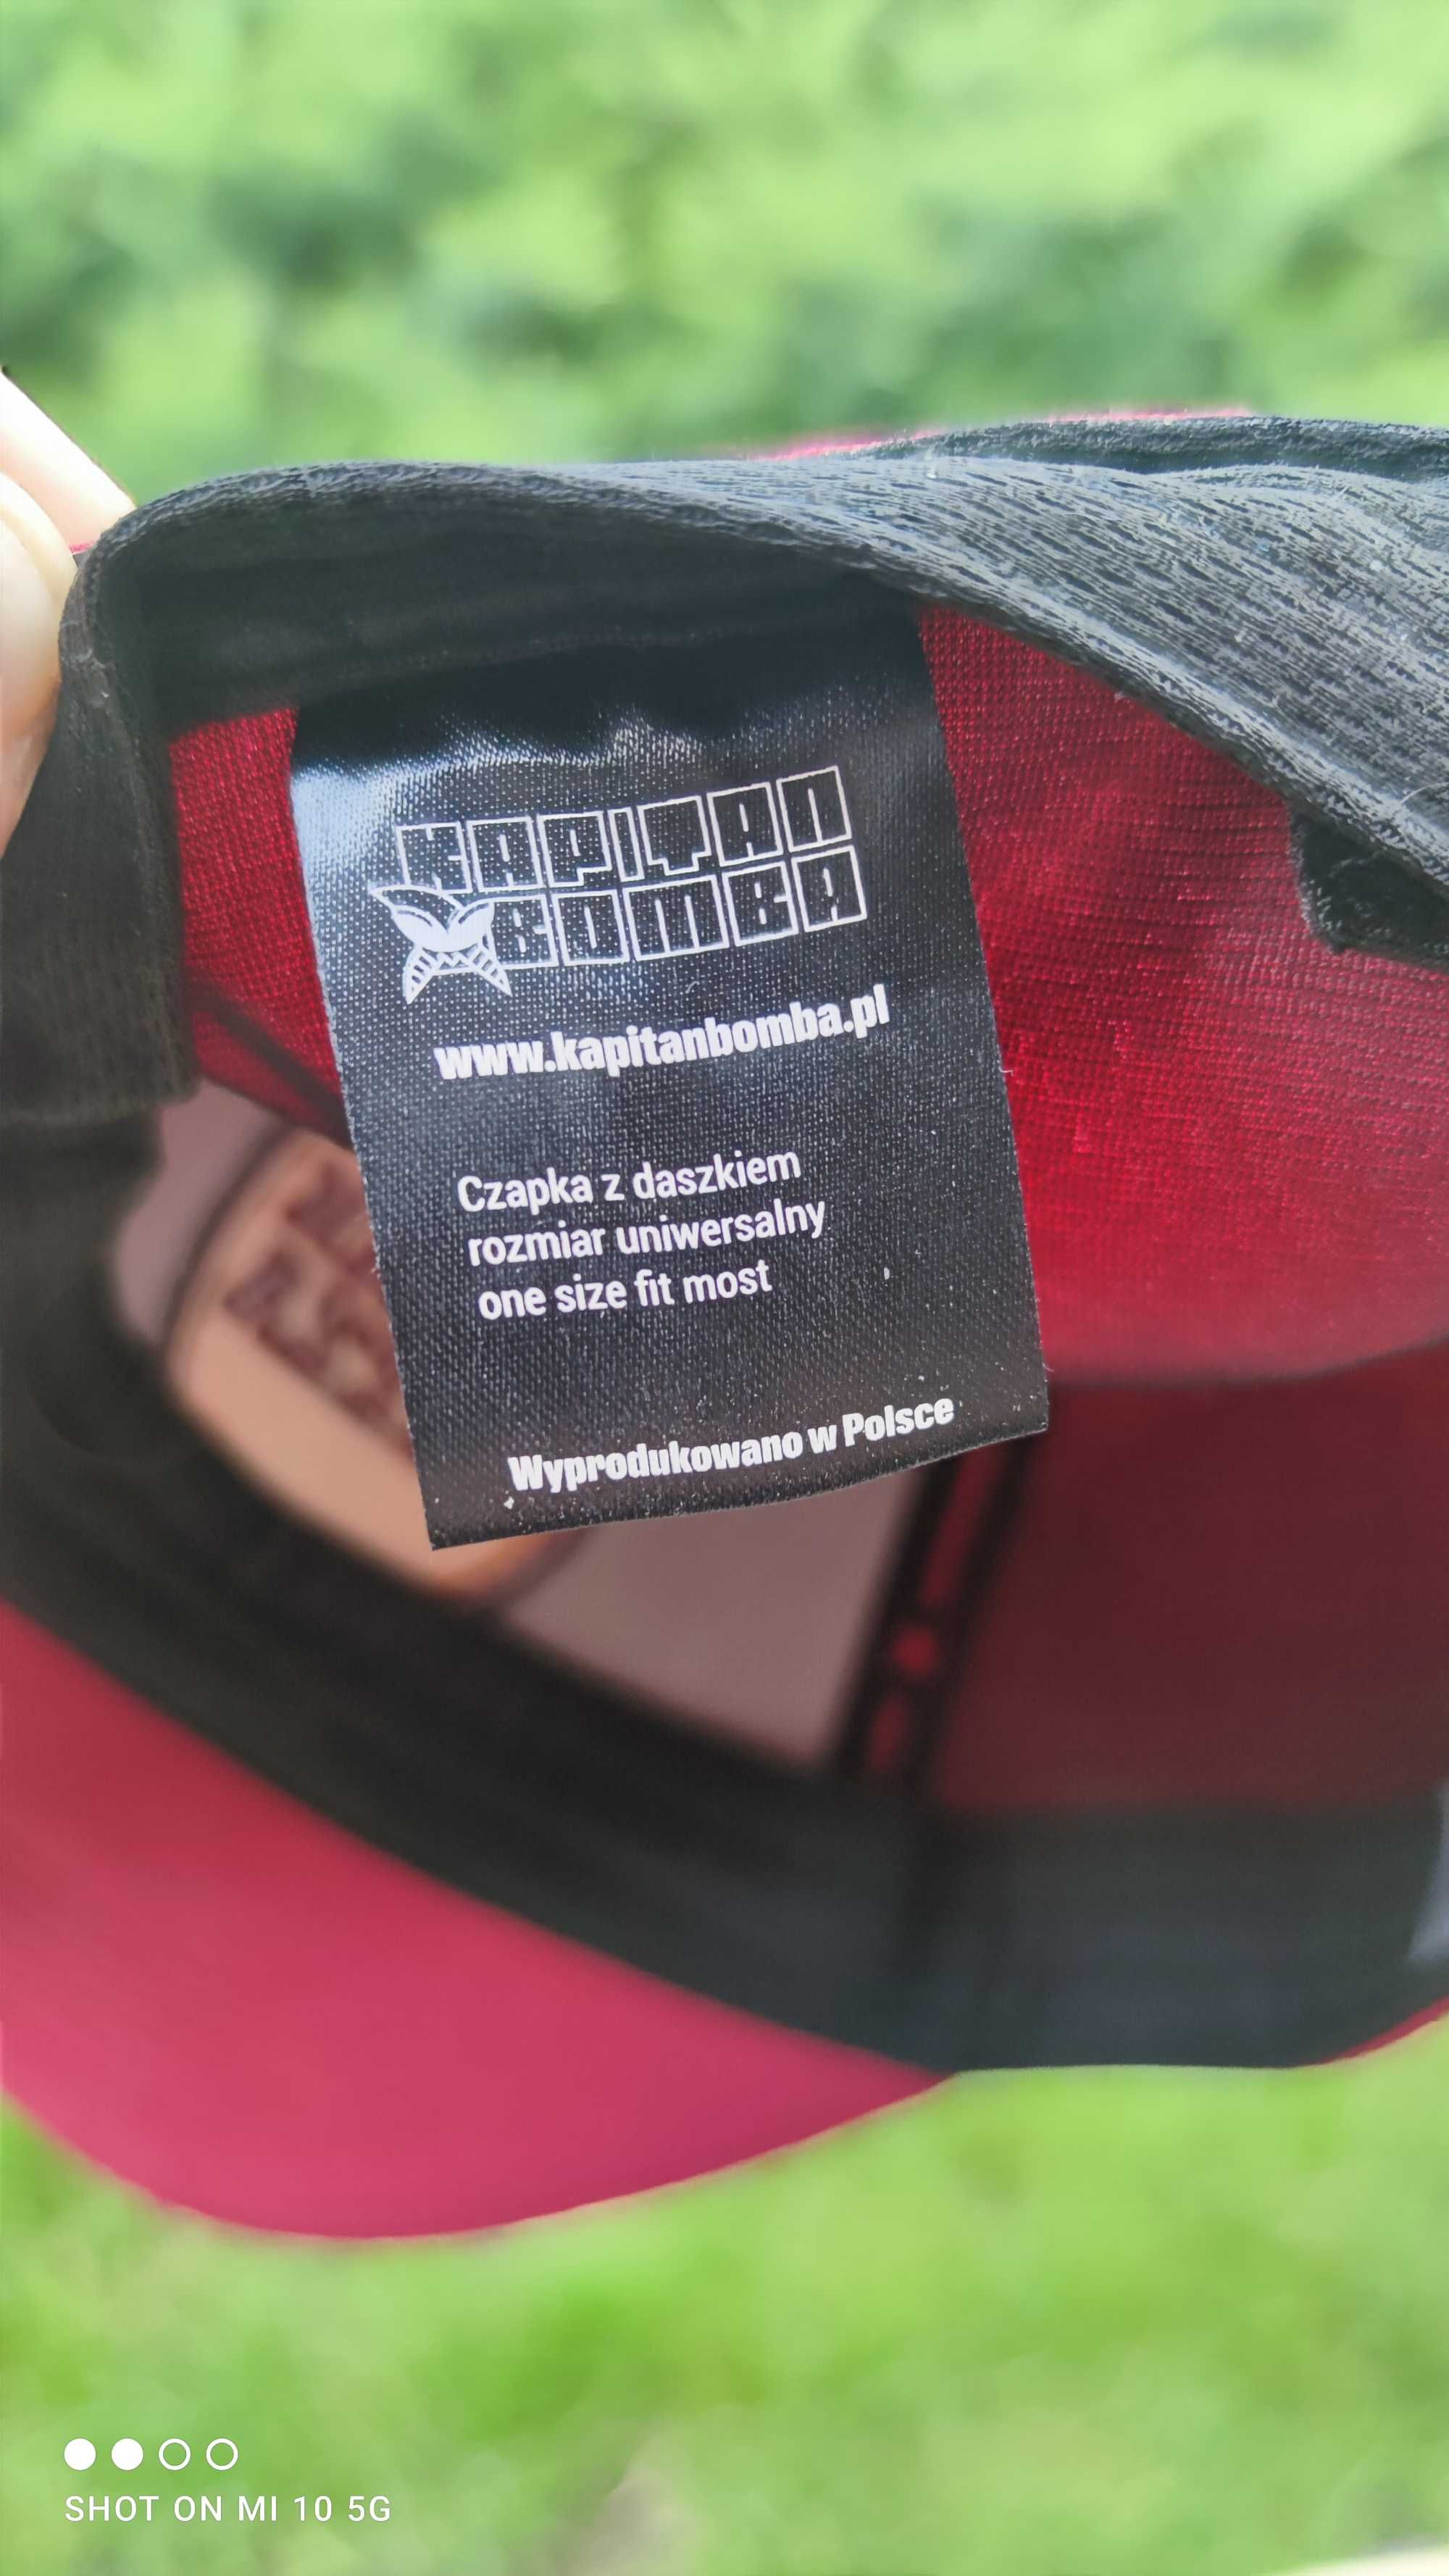 KAPITAN
BOMBA
www.kapitanbomba.pl
Czapka z daszkiem
rozmiar uniwersalny
one size fit most
Wyprodukowano w Polsce
SHOT ON MI 10 5G